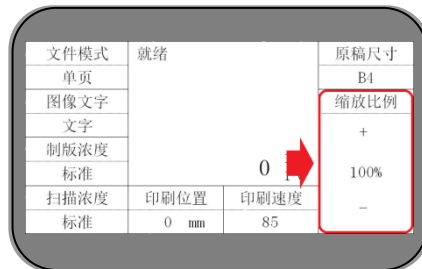 文件模式 就绪 原稿尺寸
单页 B4
图像文字 缩放比例
文字 +
制版浓度
标准 0 100%
扫描浓度 印刷位置 印刷速度 -
标准 0 mm 85